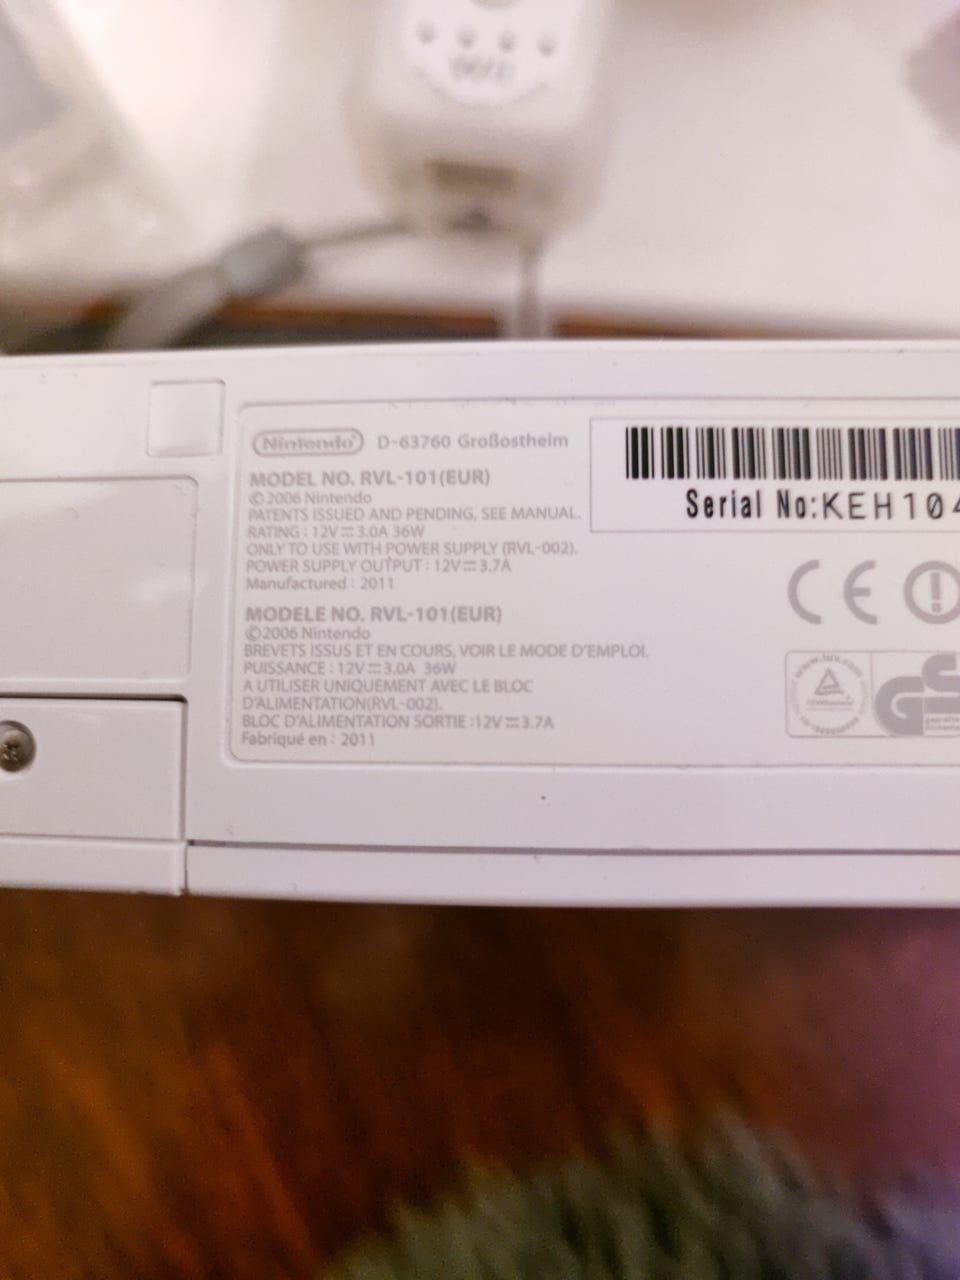 Wii
Nintendo® D-63760 Großostheim
MODEL NO. RVL-101(EUR)
©2006 Nintendo
PATENTS ISSUED AND PENDING, SEE MANUAL.
RATING : 12V⎓3.0A 36W
ONLY TO USE WITH POWER SUPPLY (RVL-002).
POWER SUPPLY OUTPUT : 12V⎓3.7A
Manufactured : 2011
MODELE NO. RVL-101(EUR)
©2006 Nintendo
BREVETS ISSUS ET EN COURS, VOIR LE MODE D'EMPLOI.
PUISSANCE : 12V⎓3.0A 36W
A UTILISER UNIQUEMENT AVEC LE BLOC
D'ALIMENTATION(RVL-002).
BLOC D'ALIMENTATION SORTIE :12V⎓3.7A
Fabriqué en : 2011
Serial No:KEH104
CE
GS